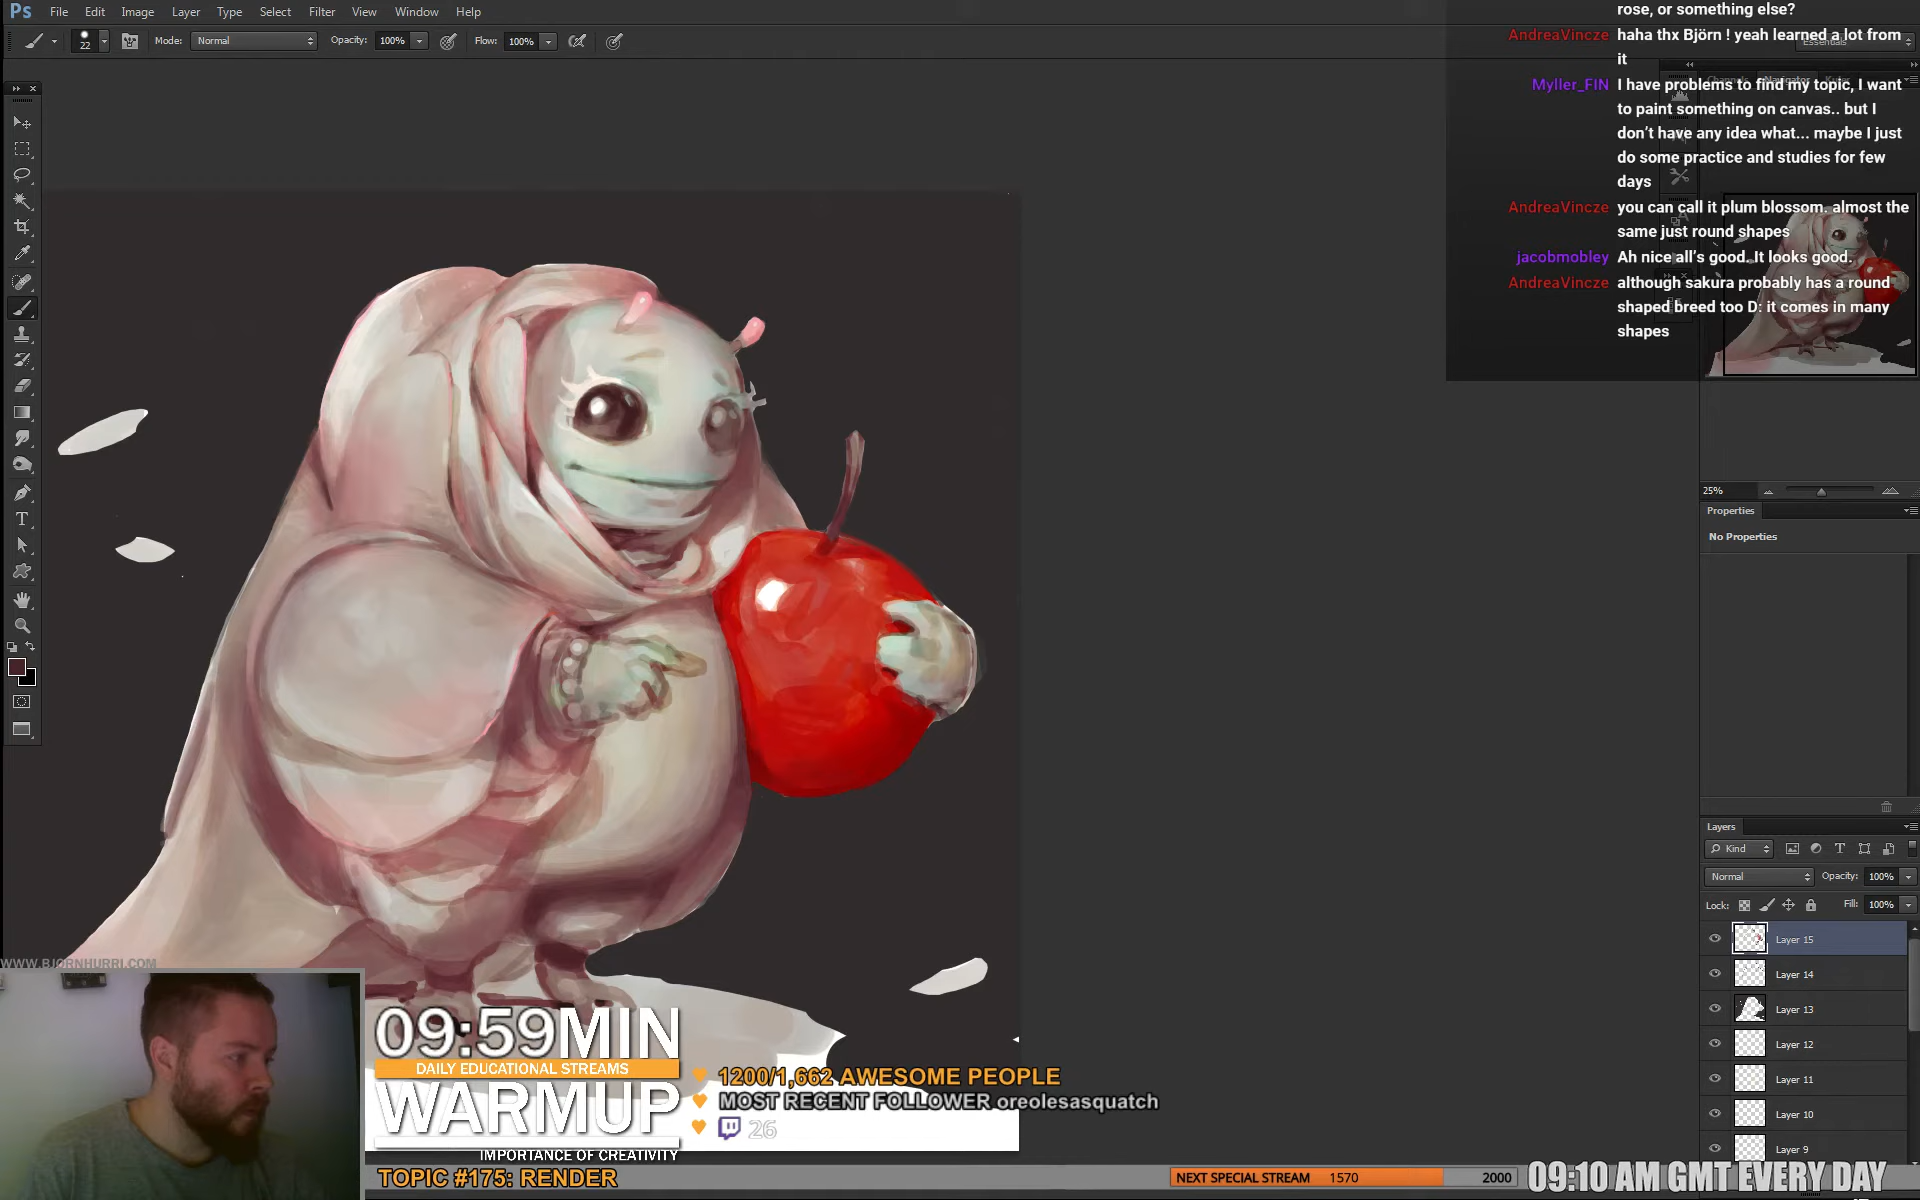 Ps File Edit Image Layer Type Select Filter View Window Help
22 Mode: Normal Opacity: 100% Flow: 100%
Essentials
rose, or something else?
AndreaVincze haha thx Björn ! yeah learned a lot from
it
Myller_FIN I have problems to find my topic, I want
to paint something on canvas.. but I
don't have any idea what... maybe I just
do some practice and studies for few
days
AndreaVincze you can call it plum blossom. almost the
same just round shapes
jacobmobley Ah nice all's good. It looks good.
AndreaVincze although sakura probably has a round
shaped breed too D: it comes in many
shapes
25%
Properties
No Properties
Layers
Kind
Normal Opacity: 100%
Lock: Fill: 100%
Layer 15
Layer 14
Layer 13
Layer 12
Layer 11
Layer 10
Layer 9
WWW.BJORNHURRI.COM
09:59MIN
DAILY EDUCATIONAL STREAMS
WARMUP
IMPORTANCE OF CREATIVITY
1200/1,662 AWESOME PEOPLE
MOST RECENT FOLLOWER oreolesasquatch
26
TOPIC #175: RENDER
NEXT SPECIAL STREAM 1570 2000
09:10 AM GMT EVERY DAY